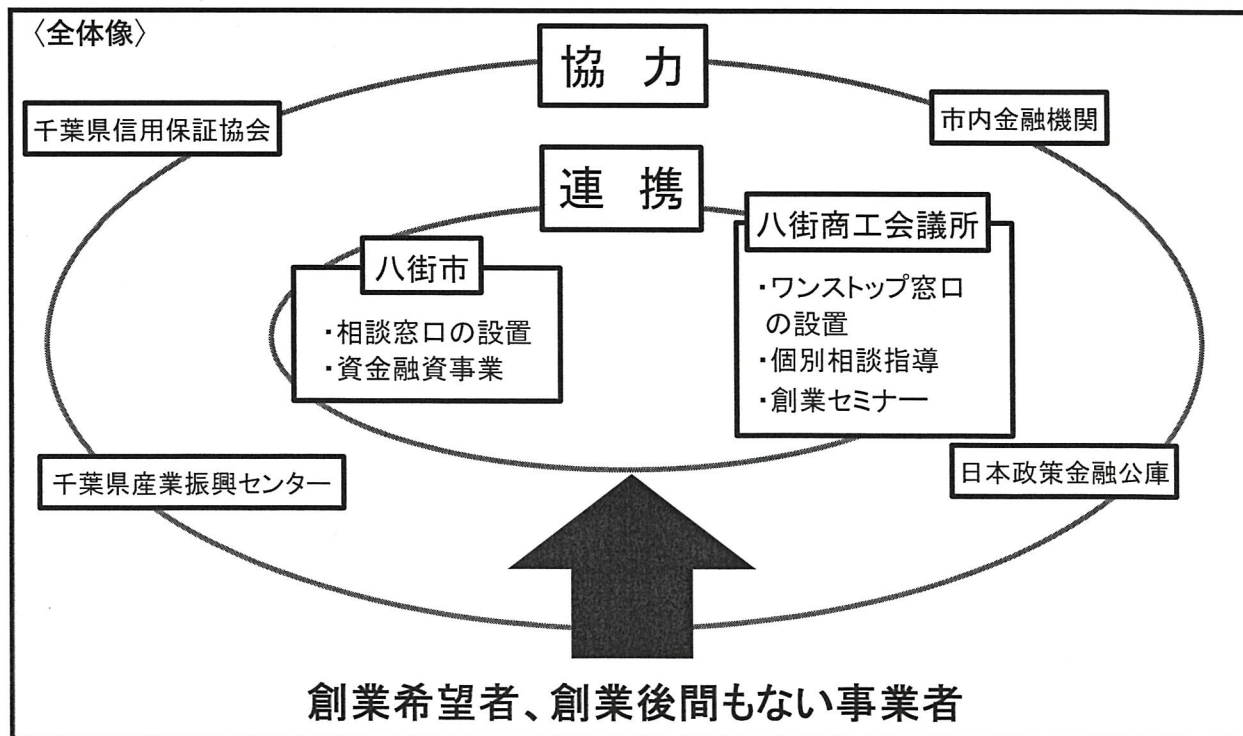 〈全体像〉
協 力
千葉県信用保証協会
市内金融機関
連 携
八街市
・相談窓口の設置
・資金融資事業
八街商工会議所
・ワンストップ窓口
の設置
・個別相談指導
・創業セミナー
千葉県産業振興センター
日本政策金融公庫
創業希望者、創業後間もない事業者